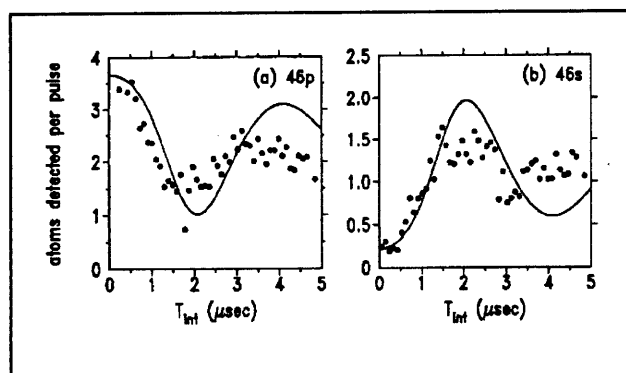 (a) 46p
atoms detected per pulse
4
3
2
1
0
0 1 2 3 4 5
T_int (μsec)
(b) 46s
2.5
2.0
1.5
1.0
0.5
0.0
0 1 2 3 4 5
T_int (μsec)